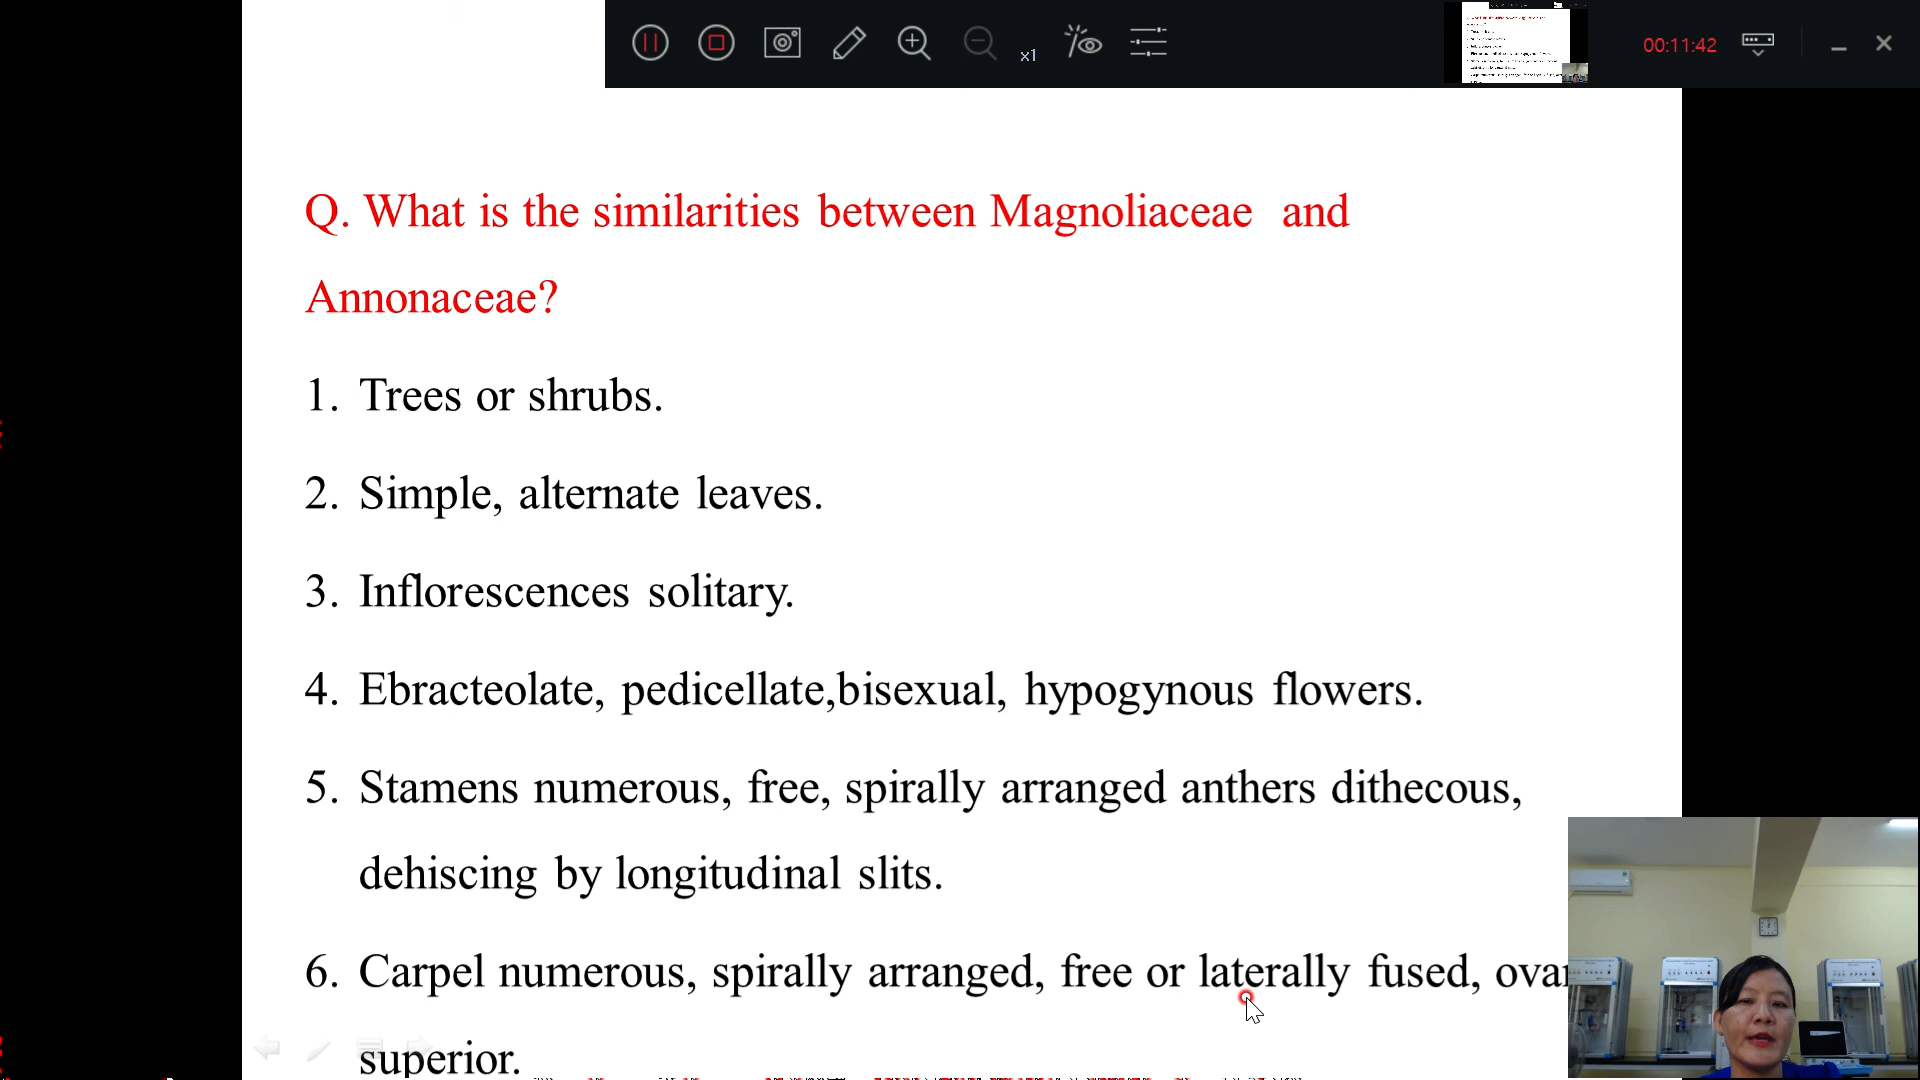 x1
00:11:42
Q. What is the similarities between Magnoliaceae and
Annonaceae?
1. Trees or shrubs.
2. Simple, alternate leaves.
3. Inflorescences solitary.
4. Ebracteolate, pedicellate,bisexual, hypogynous flowers.
5. Stamens numerous, free, spirally arranged anthers dithecous,
dehiscing by longitudinal slits.
6. Carpel numerous, spirally arranged, free or laterally fused,
superior.